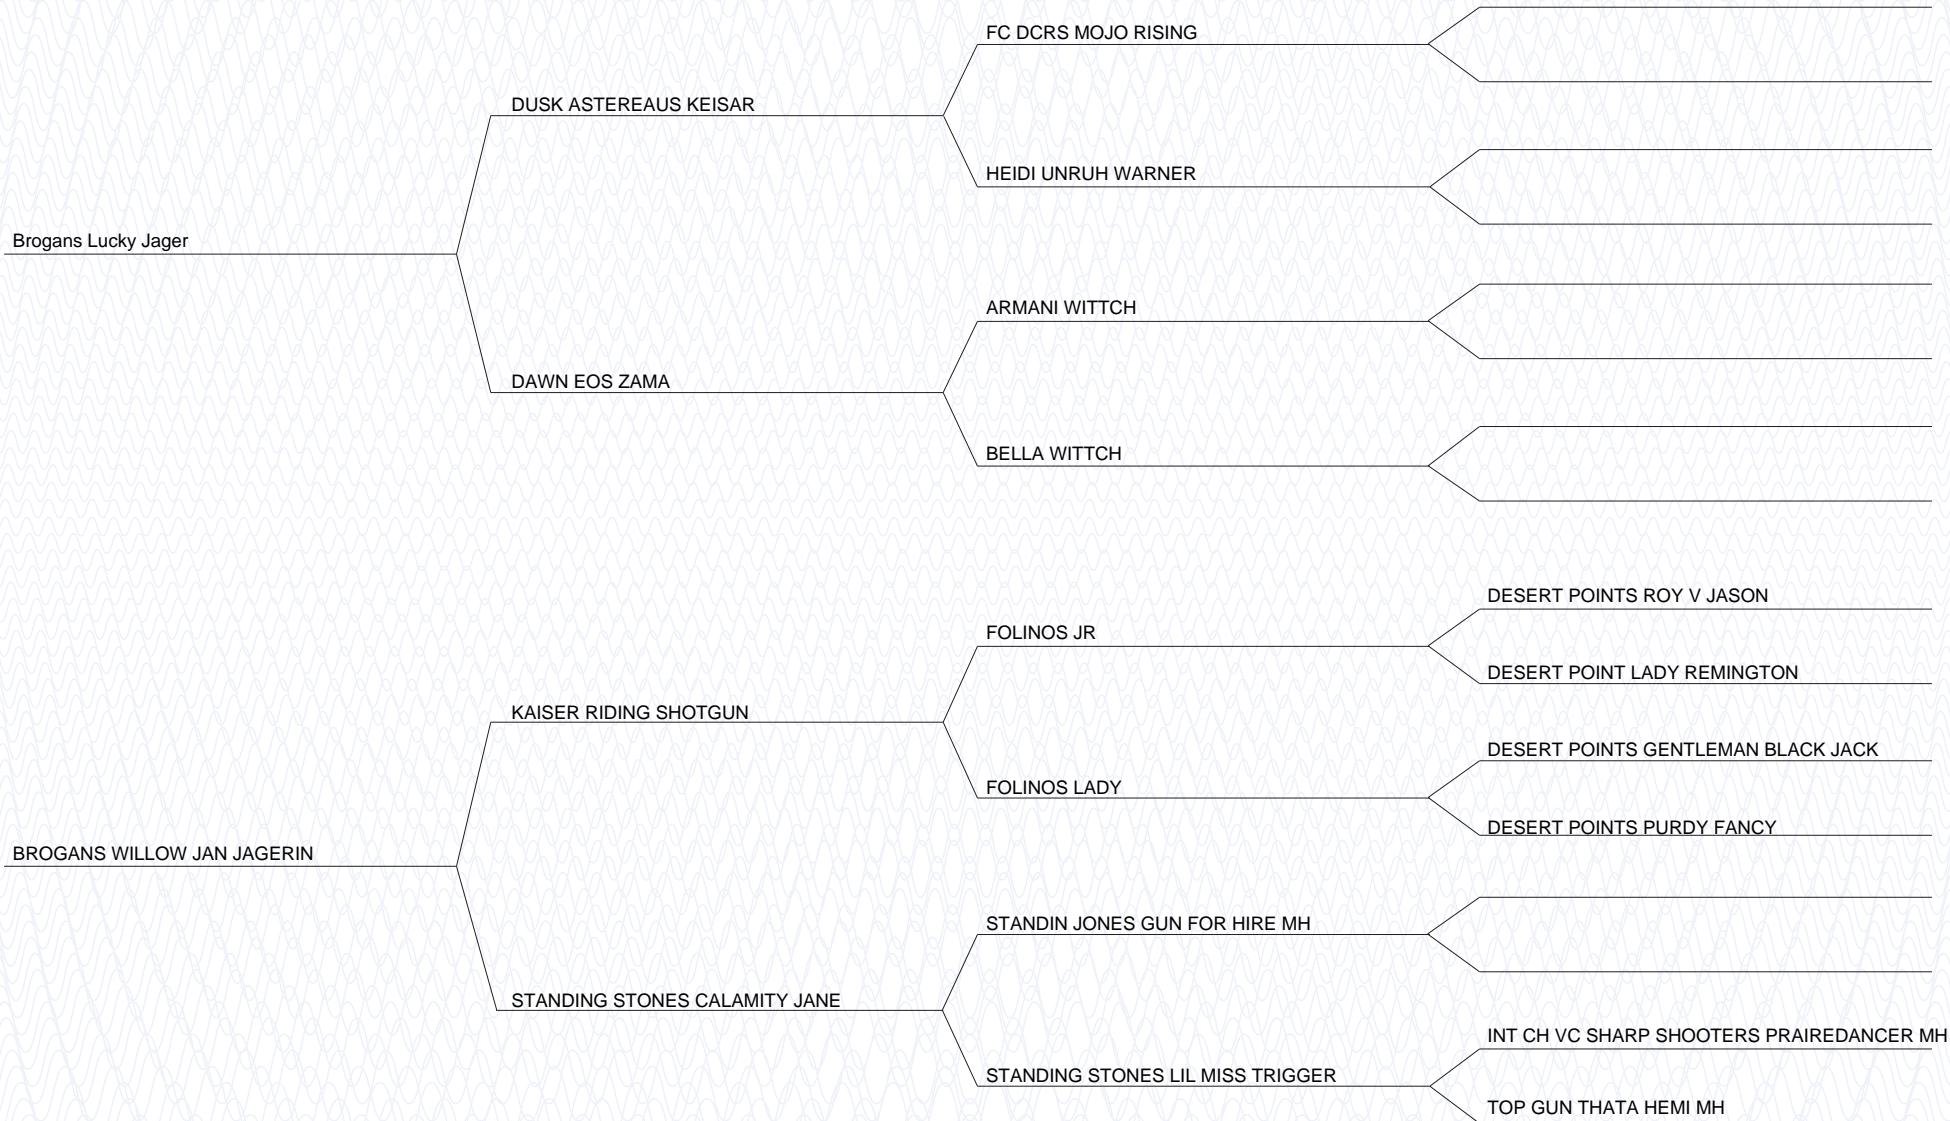 FC DCRS MOJO RISING
DUSK ASTEREAUS KEISAR
HEIDI UNRUH WARNER
Brogans Lucky Jager
ARMANI WITTCH
DAWN EOS ZAMA
BELLA WITTCH
DESERT POINTS ROY V JASON
FOLINOS JR
DESERT POINT LADY REMINGTON
KAISER RIDING SHOTGUN
DESERT POINTS GENTLEMAN BLACK JACK
FOLINOS LADY
DESERT POINTS PURDY FANCY
BROGANS WILLOW JAN JAGERIN
STANDIN JONES GUN FOR HIRE MH
STANDING STONES CALAMITY JANE
INT CH VC SHARP SHOOTERS PRAIREDANCER MH
STANDING STONES LIL MISS TRIGGER
TOP GUN THATA HEMI MH